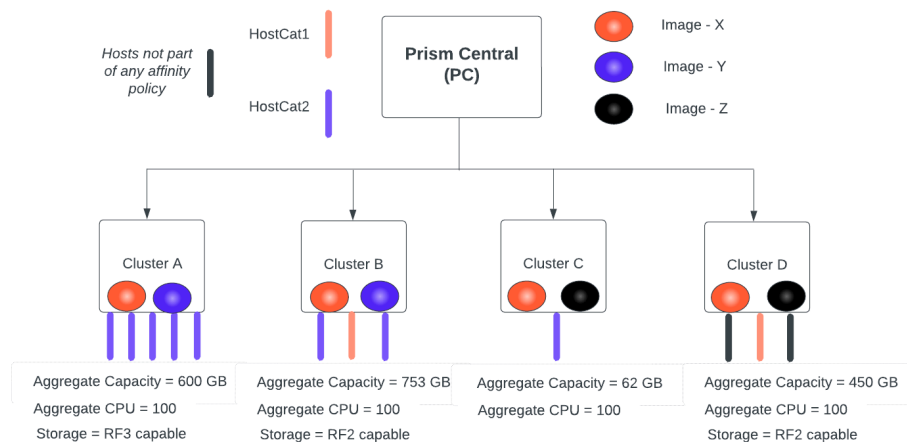 Hosts not part
of any affinity
policy
HostCat1
HostCat2
Prism Central
(PC)
Image - X
Image - Y
Image - Z
Cluster A
Cluster B
Cluster C
Cluster D
Aggregate Capacity = 600 GB
Aggregate CPU = 100
Storage = RF3 capable
Aggregate Capacity = 753 GB
Aggregate CPU = 100
Storage = RF2 capable
Aggregate Capacity = 62 GB
Aggregate CPU = 100
Aggregate Capacity = 450 GB
Aggregate CPU = 100
Storage = RF2 capable